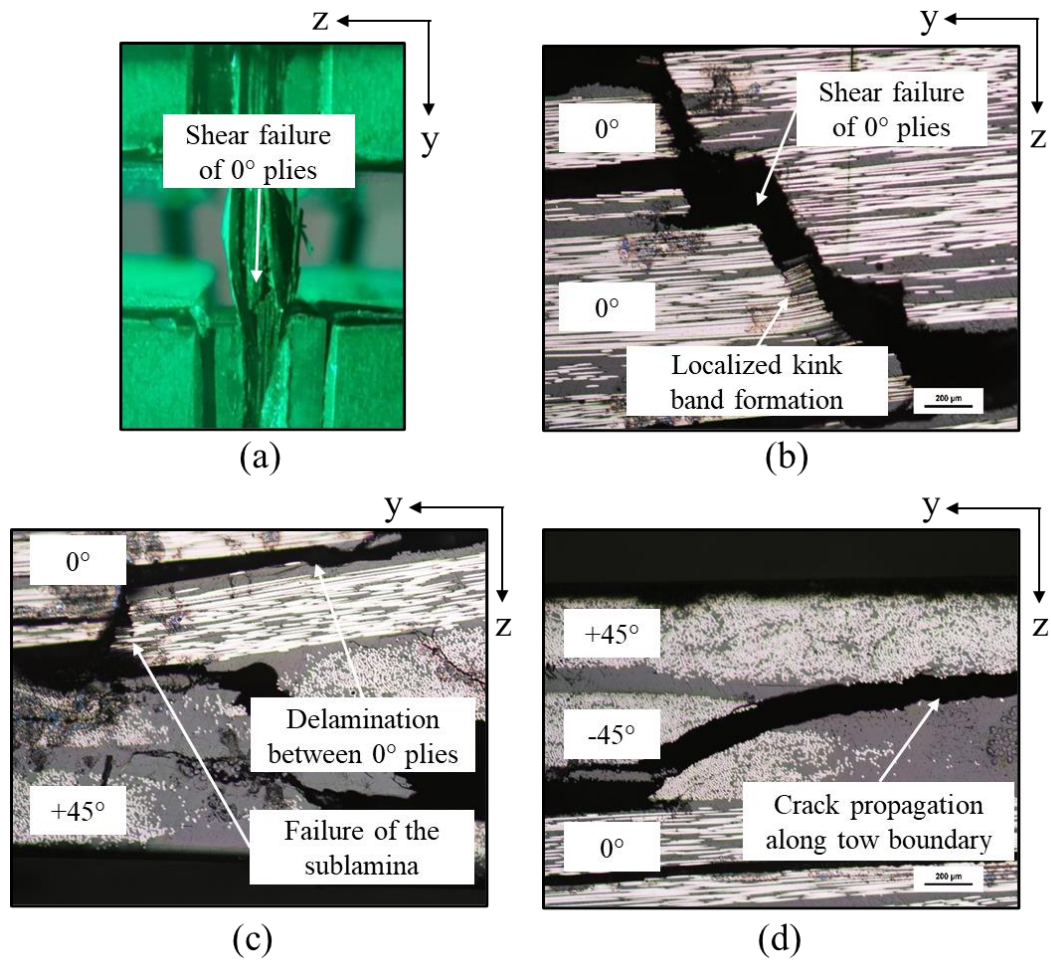 z
y
Shear failure
of 0° plies
(a)
y
z
0°
Shear failure
of 0° plies
0°
Localized kink
band formation
200 µm
(b)
y
z
0°
Delamination
between 0° plies
+45°
Failure of the
sublamina
(c)
y
z
+45°
-45°
0°
Crack propagation
along tow boundary
200 µm
(d)